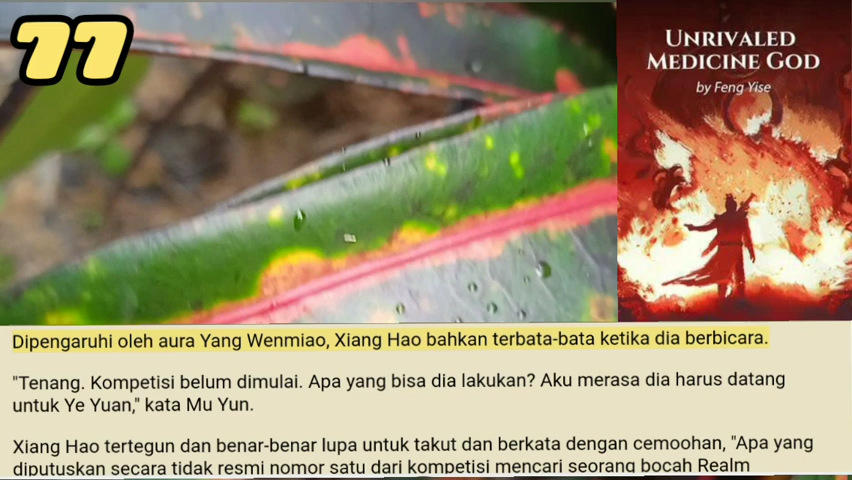 77
UNRIVALED
MEDICINE GOD
by Feng Yise
Dipengaruhi oleh aura Yang Wenmiao, Xiang Hao bahkan terbata-bata ketika dia berbicara.
"Tenang. Kompetisi belum dimulai. Apa yang bisa dia lakukan? Aku merasa dia harus datang
untuk Ye Yuan," kata Mu Yun.
Xiang Hao tertegun dan benar-benar lupa untuk takut dan berkata dengan cemoohan, "Apa yang
diputuskan secara tidak resmi nomor satu dari kompetisi mencari seorang bocah Realm